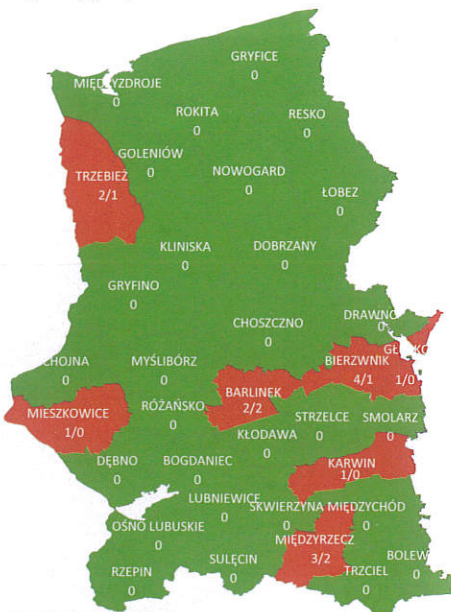 GRYFICE
0
MIĘDZYZDROJE
0
ROKITA
0
RESKO
0
GOLENIÓW
0
TRZEBIEŻ
2/1
NOWOGARD
0
ŁOBEZ
0
KLINISKA
0
DOBRZANY
0
GRYFINO
0
CHOSZCZNO
0
DRAWNO
0
CHOJNA
0
MYŚLIBÓRZ
0
BIERZWNIK
4/1
1/0
BARLINEK
2/2
MIESZKOWICE
1/0
RÓŻAŃSKO
0
STRZELCE
0
SMOLARZ
0
KŁODAWA
0
DĘBNO
0
BOGDANIEC
0
KARWIN
1/0
LUBNIEWICE
0
SKWIERZYNA
0
MIĘDZYCHÓD
0
OŚNO LUBUSKIE
0
MIĘDZYRZECZ
3/2
SULĘCIN
0
RZEPIN
0
TRZCIEL
0
BOLEW
0